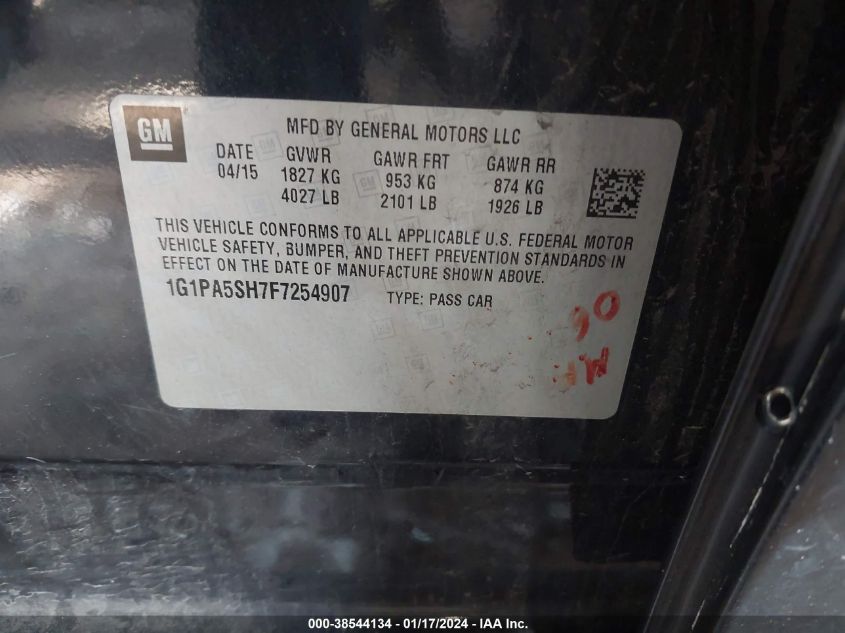 GM
MFD BY GENERAL MOTORS LLC
DATE GVWR GAWR FRT GAWR RR
04/15 1827 KG 953 KG 874 KG
4027 LB 2101 LB 1926 LB
THIS VEHICLE CONFORMS TO ALL APPLICABLE U.S. FEDERAL MOTOR
VEHICLE SAFETY, BUMPER, AND THEFT PREVENTION STANDARDS IN
EFFECT ON THE DATE OF MANUFACTURE SHOWN ABOVE.
1G1PA5SH7F7254907 TYPE: PASS CAR
000-38544134 - 01/17/2024 - IAA Inc.